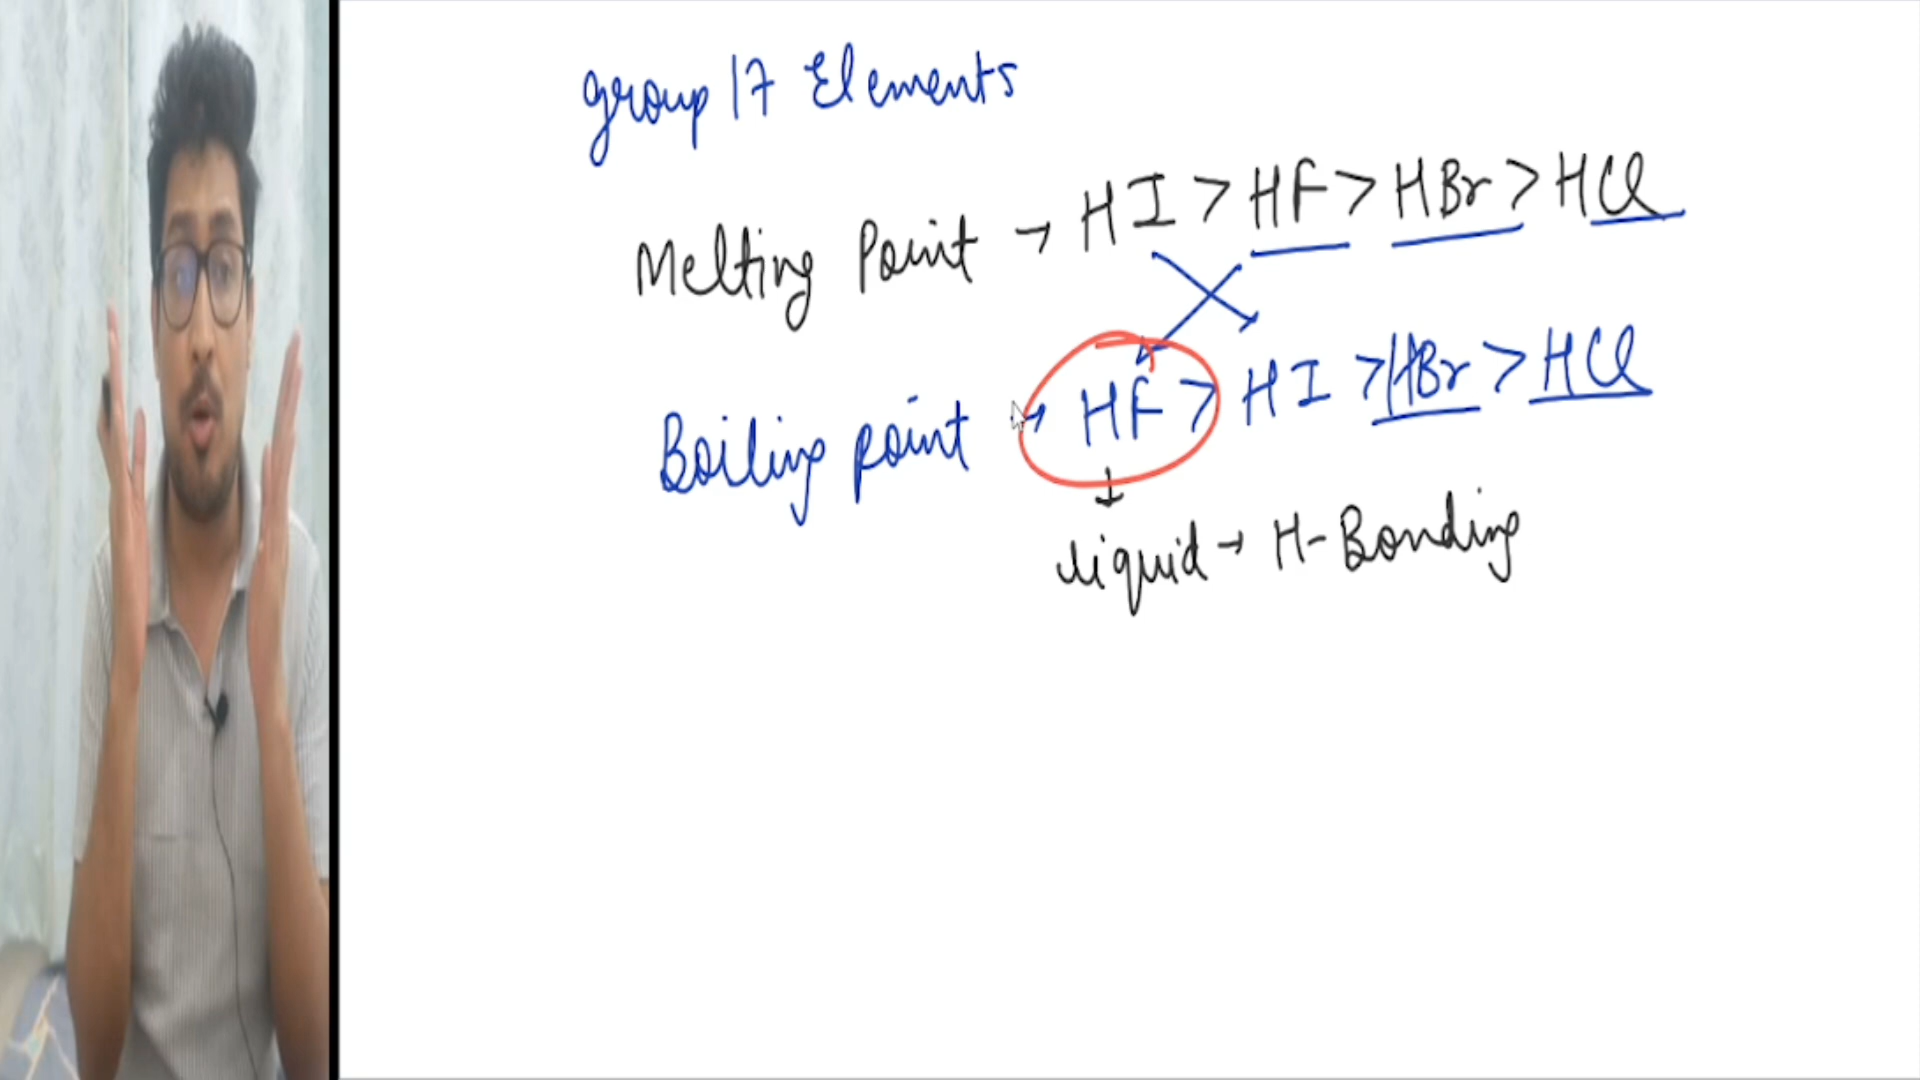 group 17 Elements
Melting Point → HI > HF > HBr > HCl
Boiling point → HF > HI > HBr > HCl
↓
liquid → H-Bonding